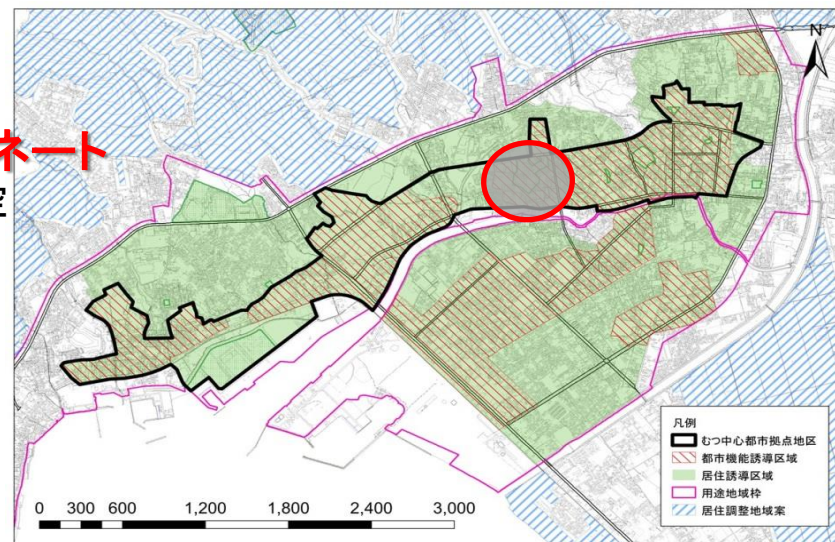 ネート
N
凡例
むつ中心都市拠点地区
都市機能誘導区域
居住誘導区域
用途地域枠
居住調整地域案
0 300 600 1,200 1,800 2,400 3,000